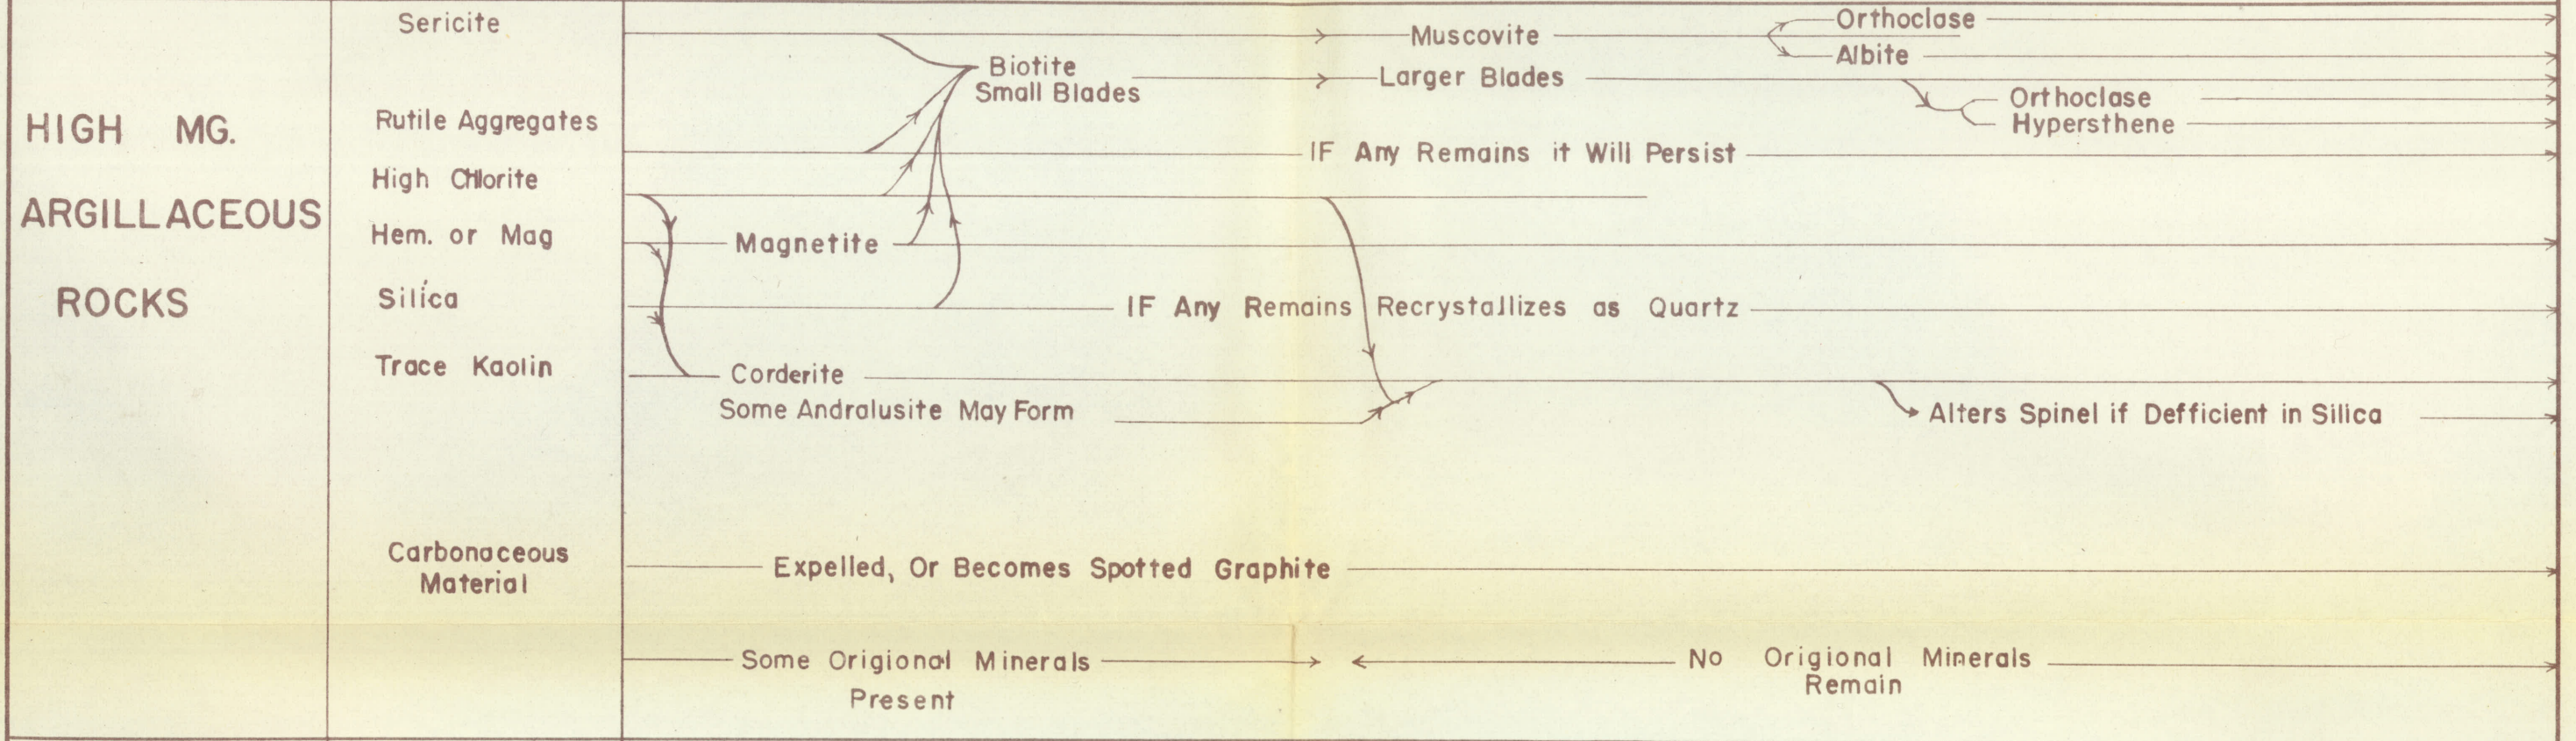 HIGH MG.
ARGILLACEOUS
ROCKS
Sericite
Rutile Aggregates
High Chlorite
Hem. or Mag
Silica
Trace Kaolin
Carbonaceous
Material
Muscovite
Orthoclase
Albite
Biotite
Small Blades
Larger Blades
Orthoclase
Hypersthene
IF Any Remains it Will Persist
Magnetite
IF Any Remains Recrystallizes as Quartz
Corderite
Some Andralusite May Form
Alters Spinel if Defficient in Silica
Expelled, Or Becomes Spotted Graphite
Some Origional Minerals
Present
No Origional Minerals
Remain